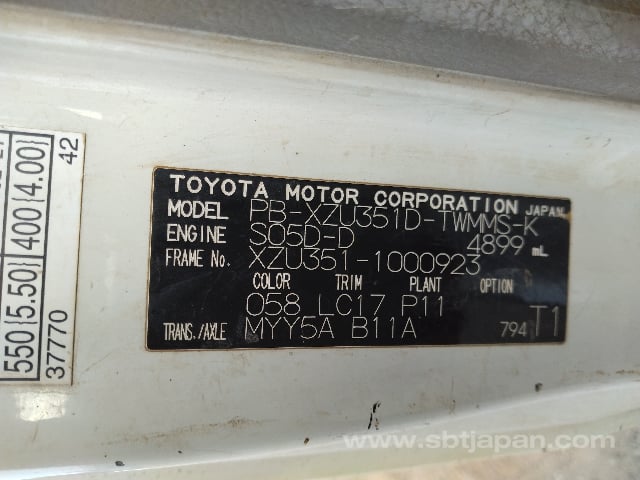 TOYOTA MOTOR CORPORATION JAPAN
MODEL PB-XZU351D-TWMMS-K
ENGINE S05D-D 4899 mL
FRAME No. XZU351-1000923
COLOR TRIM PLANT OPTION
058 LC17 P11
TRANS./AXLE MYY5A B11A 794 T1
550(5.50) 400(4.00)
37770 42
www.sbtjapan.com